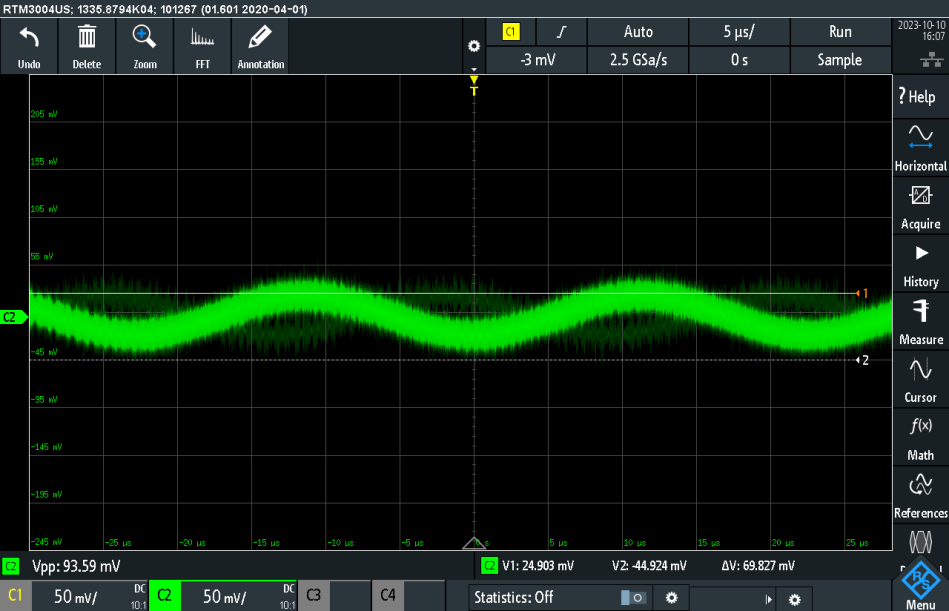 RTM3004US; 1335.8794K04; 101267 (01.601 2020-04-01)
Undo
Delete
Zoom
FFT
Annotation
C1
Auto
5 µs/
Run
-3 mV
2.5 GSa/s
0 s
Sample
2023-10-10
16:07
T
? Help
Horizontal
Acquire
History
Measure
Cursor
f(x)
Math
References
Menu
205 mV
155 mV
105 mV
55 mV
C2
1
-45 mV
2
-95 mV
-145 mV
-195 mV
-245 mV
-25 µs
-20 µs
-15 µs
-10 µs
-5 µs
0 s
5 µs
10 µs
15 µs
20 µs
25 µs
C2
Vpp: 93.59 mV
C2
V1: 24.903 mV
V2: -44.924 mV
ΔV: 69.827 mV
C1
50 mV/
DC
10:1
C2
50 mV/
DC
10:1
C3
C4
Statistics: Off
R&S